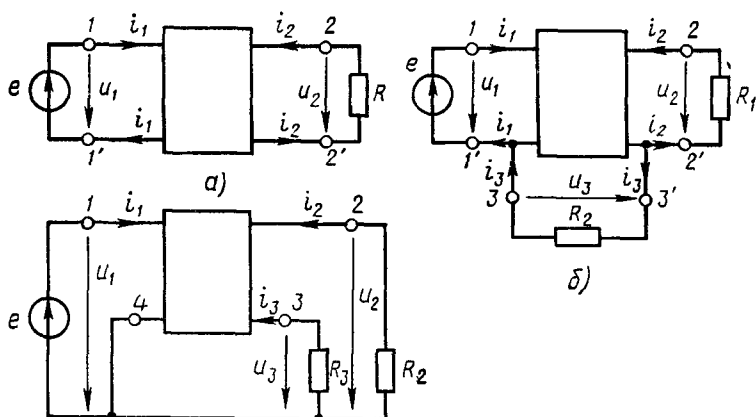 1 i₁ i₂ 2
e u₁ u₂ R
i₁ i₂
1' 2'
а)
1 i₁ i₂ 2
e u₁ u₂ R₁
i₁ i₂
1' 2'
i₃ u₃ i₃
3 3'
R₂
б)
1 i₁ i₂ 2
e u₁ 4 i₃ 3 u₂
u₃ R₃ R₂